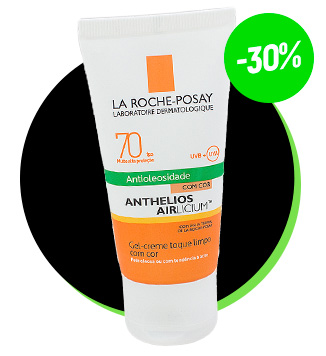 -30%
LA ROCHE-POSAY
LABORATOIRE DERMATOLOGIQUE
70
UVB + UVA
Antioleosidade
COM COR
ANTHELIOS
AIRLICIUM™
Gel-creme toque limpo
com cor